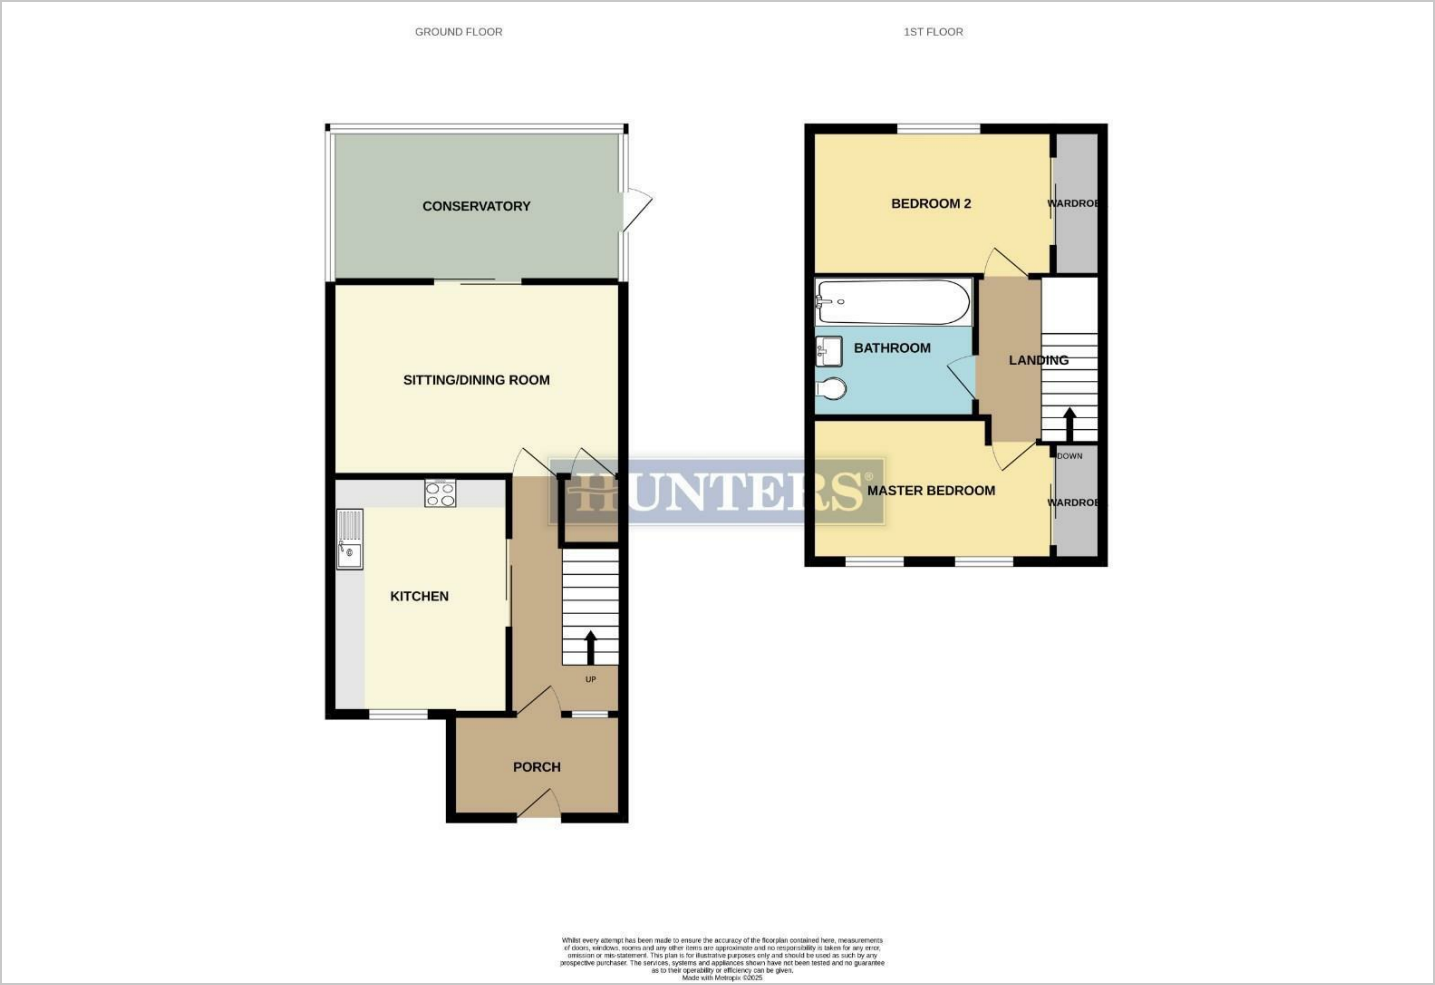 GROUND FLOOR
1ST FLOOR
CONSERVATORY
BEDROOM 2
WARDROBE
BATHROOM
LANDING
SITTING/DINING ROOM
DOWN
HUNTERS®
MASTER BEDROOM
WARDROBE
KITCHEN
UP
PORCH
Whilst every attempt has been made to ensure the accuracy of the floorplan contained here, measurements
of doors, windows, rooms and any other items are approximate and no responsibility is taken for any error,
omission or mis-statement. This plan is for illustrative purposes only and should be used as such by any
prospective purchaser. The services, systems and appliances shown have not been tested and no guarantee
as to their operability or efficiency can be given.
Made with Metropix ©2025